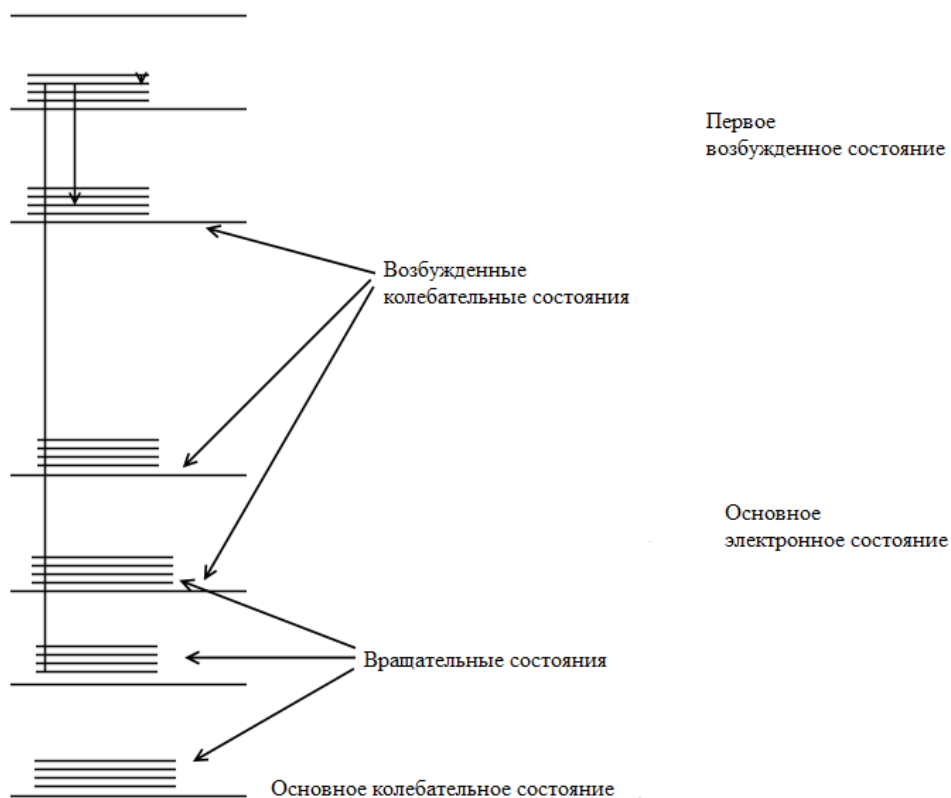 Первое
возбужденное состояние
Возбужденные
колебательные состояния
Основное
электронное состояние
Вращательные состояния
Основное колебательное состояние